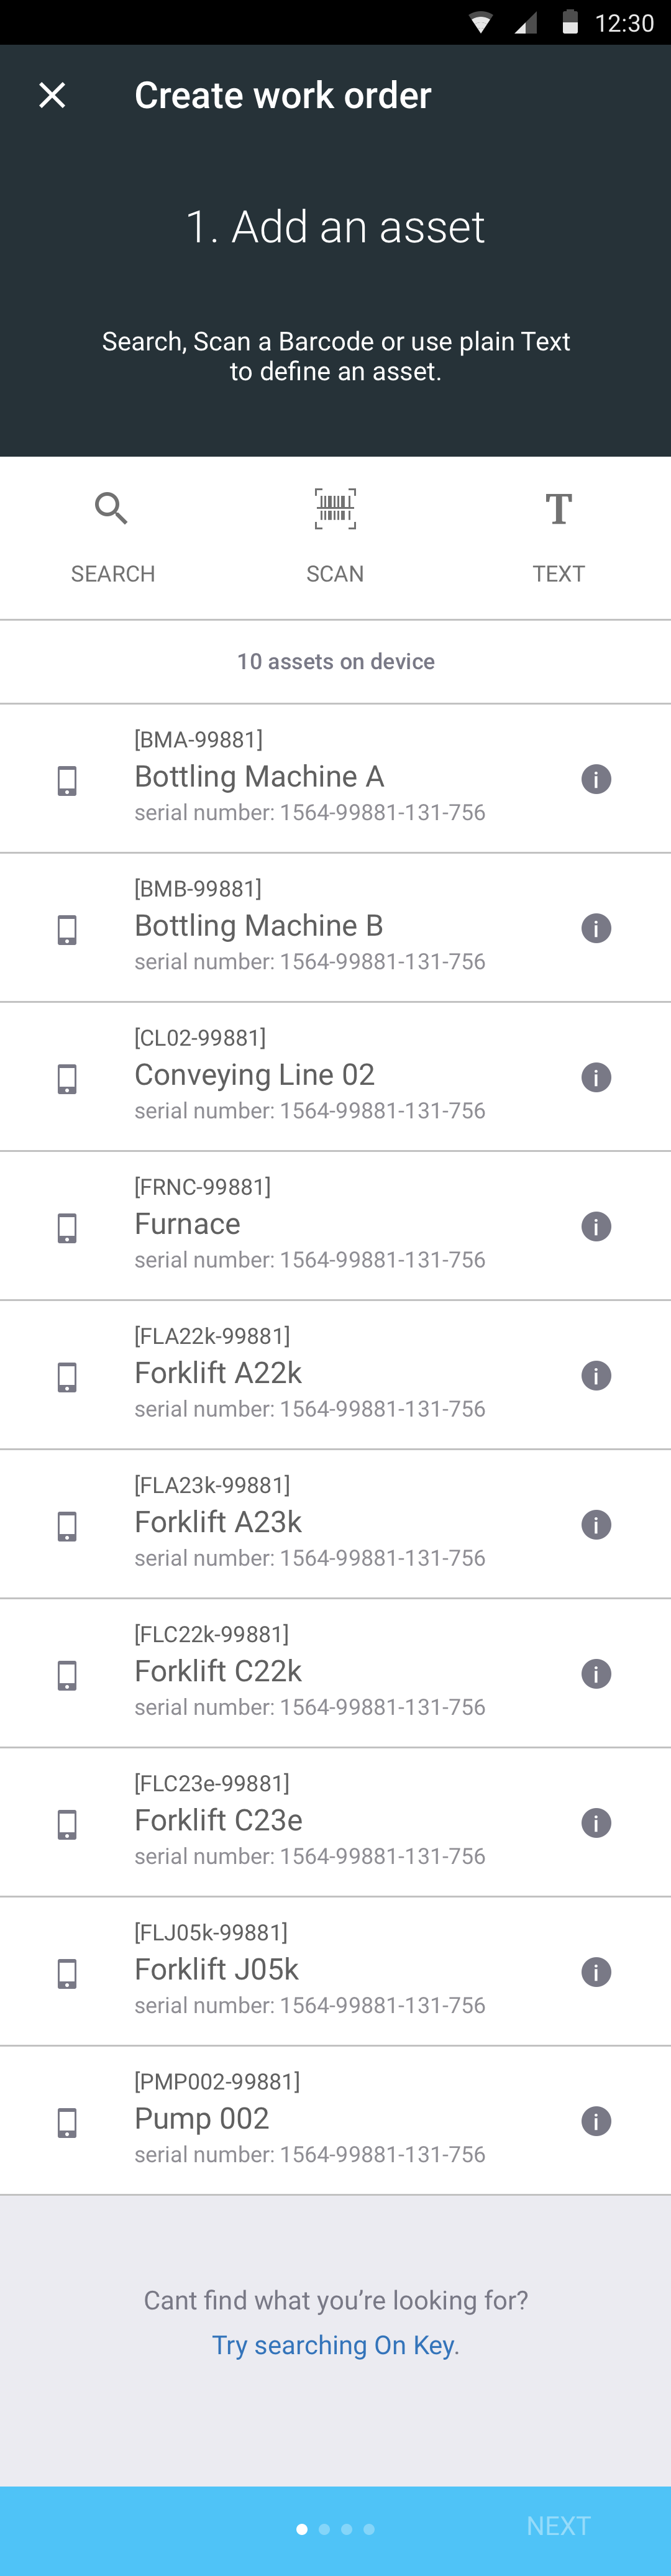 12:30
Create work order
1. Add an asset
Search, Scan a Barcode or use plain Text
to define an asset.
T
SEARCH
SCAN
TEXT
10 assets on device
[BMA-99881]
Bottling Machine A
serial number: 1564-99881-131-756
[BMB-99881]
Bottling Machine B
serial number: 1564-99881-131-756
[CL02-99881]
Conveying Line 02
serial number: 1564-99881-131-756
[FRNC-99881]
Furnace
serial number: 1564-99881-131-756
[FLA22k-99881]
Forklift A22k
serial number: 1564-99881-131-756
[FLA23k-99881]
Forklift A23k
serial number: 1564-99881-131-756
[FLC22k-99881]
Forklift C22k
serial number: 1564-99881-131-756
[FLC23e-99881]
Forklift C23e
serial number: 1564-99881-131-756
[FLJ05k-99881]
Forklift J05k
serial number: 1564-99881-131-756
[PMP002-99881]
Pump 002
serial number: 1564-99881-131-756
Cant find what you’re looking for?
Try searching On Key.
NEXT